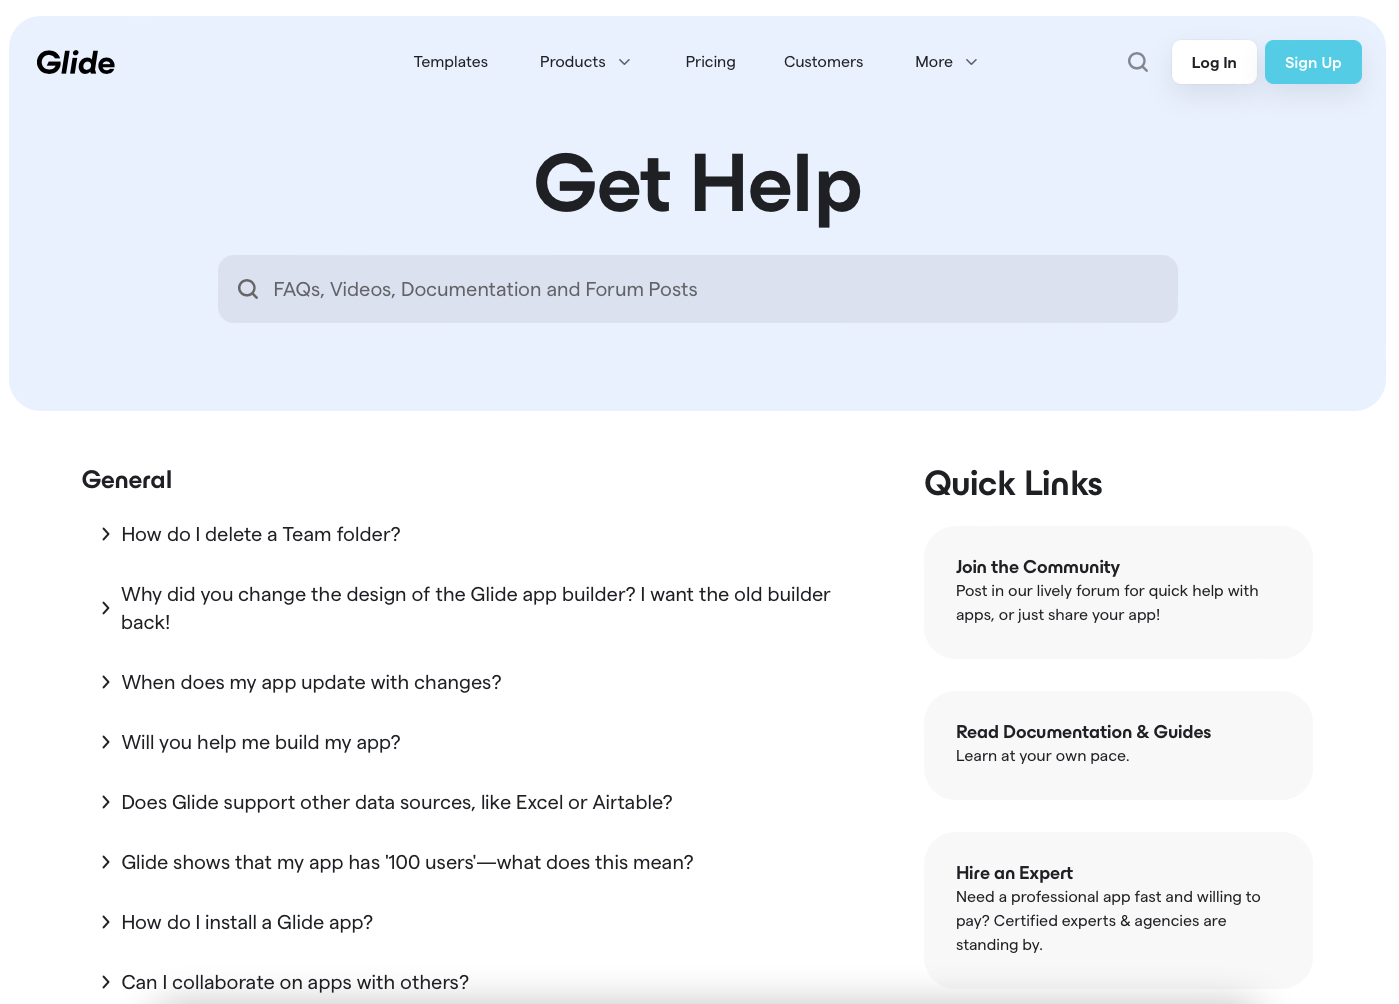 Glide
Templates
Products
Pricing
Customers
More
Log In
Sign Up
Get Help
FAQs, Videos, Documentation and Forum Posts
General
How do I delete a Team folder?
Why did you change the design of the Glide app builder? I want the old builder
back!
When does my app update with changes?
Will you help me build my app?
Does Glide support other data sources, like Excel or Airtable?
Glide shows that my app has '100 users'—what does this mean?
How do I install a Glide app?
Can I collaborate on apps with others?
Quick Links
Join the Community
Post in our lively forum for quick help with
apps, or just share your app!
Read Documentation & Guides
Learn at your own pace.
Hire an Expert
Need a professional app fast and willing to
pay? Certified experts & agencies are
standing by.